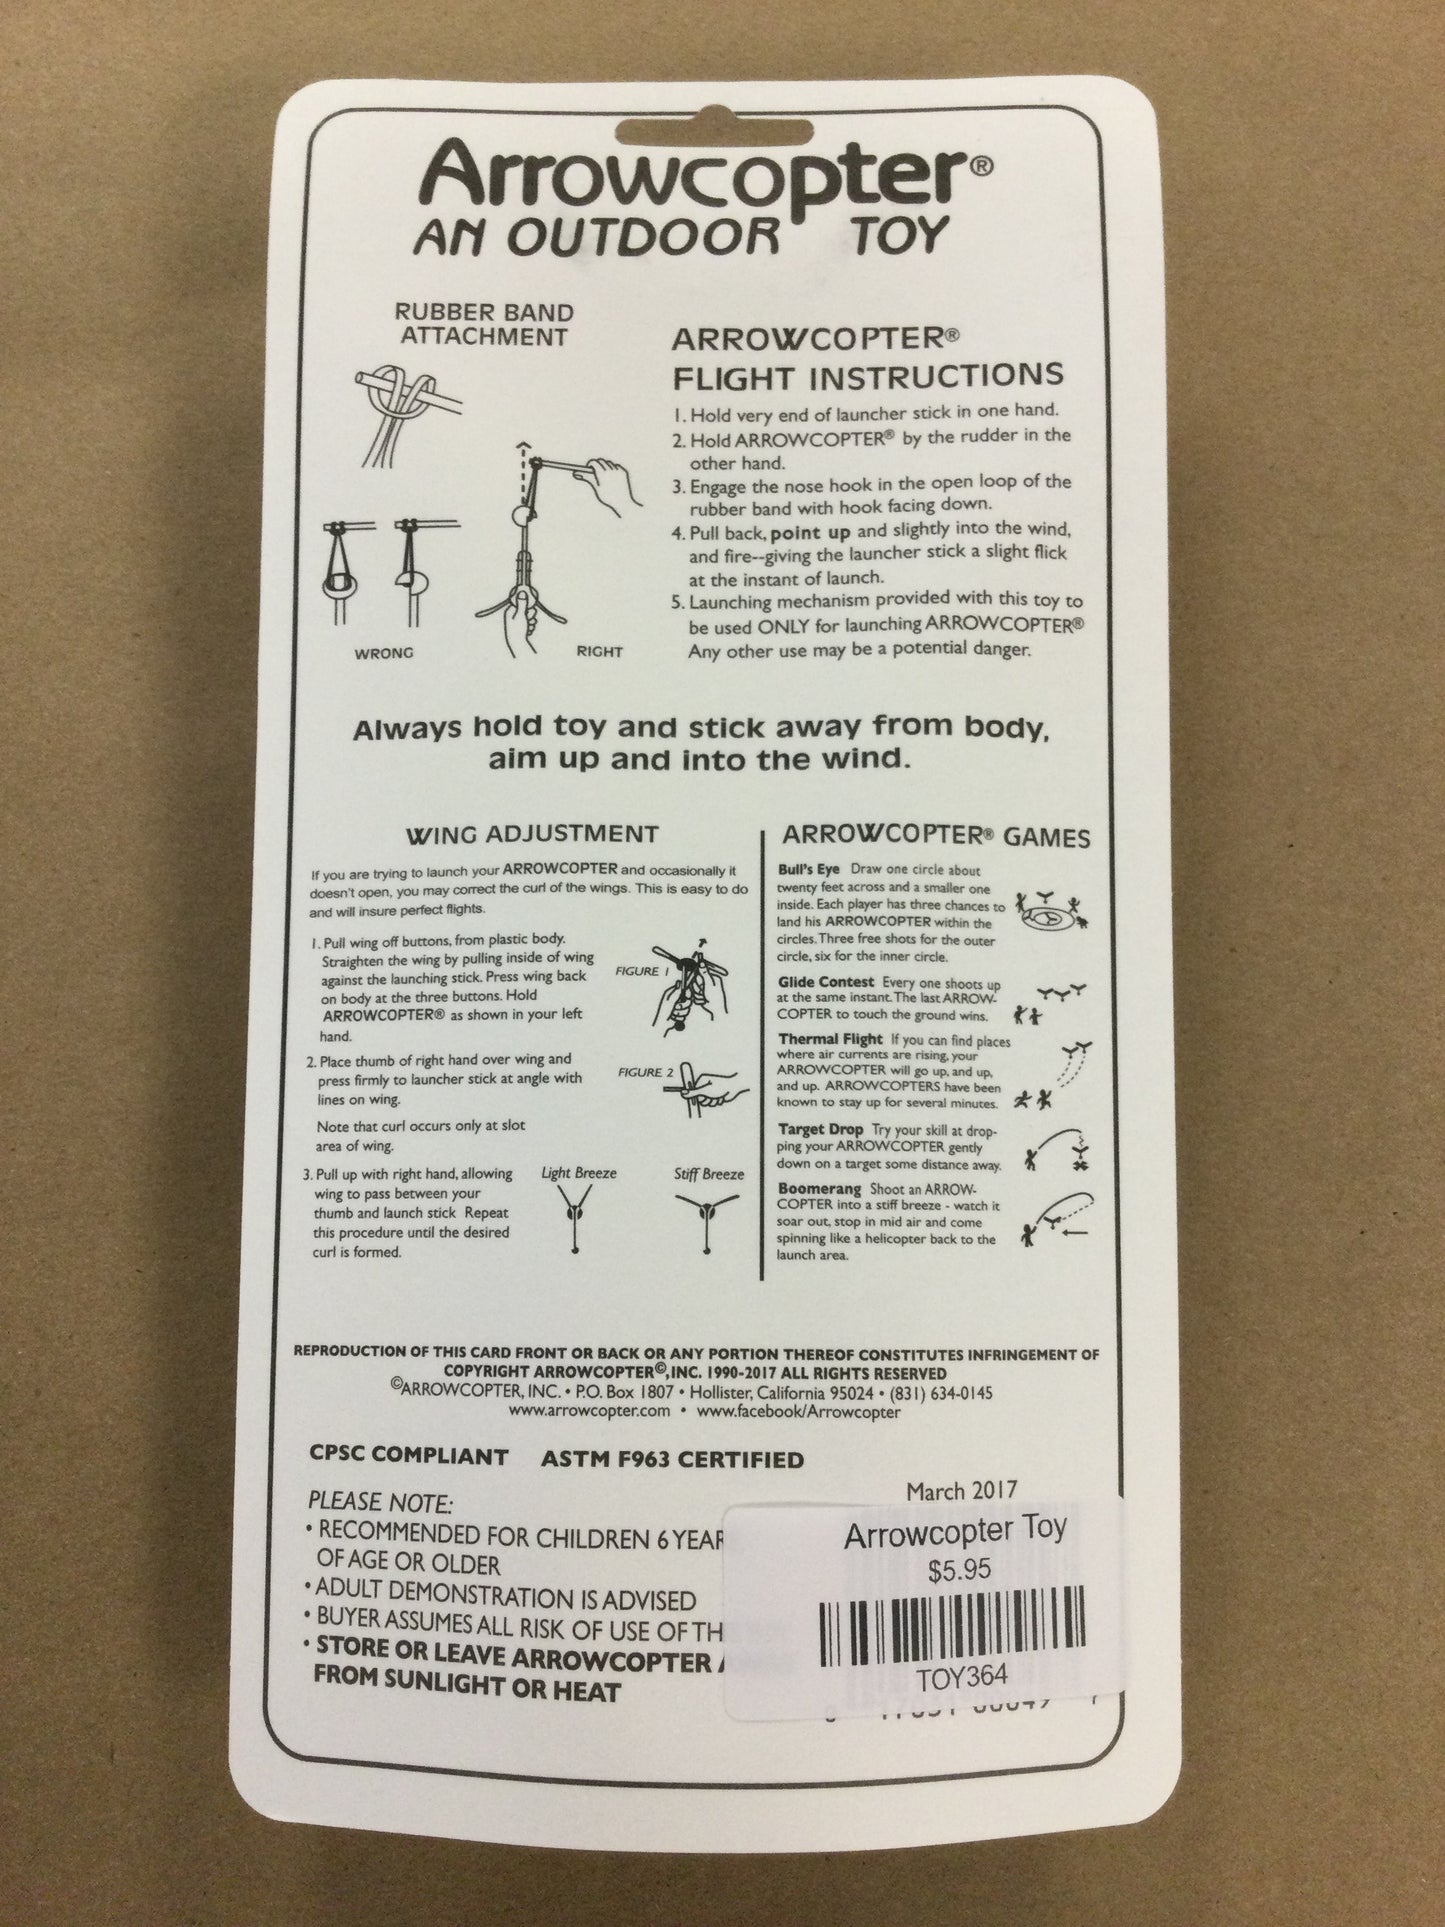 Arrowcopter®
AN OUTDOOR TOY
RUBBER BAND
ATTACHMENT
WRONG
RIGHT
ARROWCOPTER®
FLIGHT INSTRUCTIONS
1. Hold very end of launcher stick in one hand.
2. Hold ARROWCOPTER® by the rudder in the
other hand.
3. Engage the nose hook in the open loop of the
rubber band with hook facing down.
4. Pull back, point up and slightly into the wind,
and fire--giving the launcher stick a slight flick
at the instant of launch.
5. Launching mechanism provided with this toy to
be used ONLY for launching ARROWCOPTER®
Any other use may be a potential danger.
Always hold toy and stick away from body,
aim up and into the wind.
WING ADJUSTMENT
If you are trying to launch your ARROWCOPTER and occasionally it
doesn't open, you may correct the curl of the wings. This is easy to do
and will insure perfect flights.
1. Pull wing off buttons, from plastic body.
Straighten the wing by pulling inside of wing
against the launching stick. Press wing back
on body at the three buttons. Hold
ARROWCOPTER® as shown in your left
hand.
FIGURE 1
2. Place thumb of right hand over wing and
press firmly to launcher stick at angle with
lines on wing.
FIGURE 2
Note that curl occurs only at slot
area of wing.
3. Pull up with right hand, allowing
wing to pass between your
thumb and launch stick Repeat
this procedure until the desired
curl is formed.
Light Breeze
Stiff Breeze
ARROWCOPTER® GAMES
Bull's Eye Draw one circle about
twenty feet across and a smaller one
inside. Each player has three chances to
land his ARROWCOPTER within the
circles. Three free shots for the outer
circle, six for the inner circle.
Glide Contest Every one shoots up
at the same instant. The last ARROW-
COPTER to touch the ground wins.
Thermal Flight If you can find places
where air currents are rising, your
ARROWCOPTER will go up, and up,
and up. ARROWCOPTERS have been
known to stay up for several minutes.
Target Drop Try your skill at drop-
ping your ARROWCOPTER gently
down on a target some distance away.
Boomerang Shoot an ARROW-
COPTER into a stiff breeze - watch it
soar out, stop in mid air and come
spinning like a helicopter back to the
launch area.
REPRODUCTION OF THIS CARD FRONT OR BACK OR ANY PORTION THEREOF CONSTITUTES INFRINGEMENT OF
COPYRIGHT ARROWCOPTER©, INC. 1990-2017 ALL RIGHTS RESERVED
©ARROWCOPTER, INC. • P.O. Box 1807 • Hollister, California 95024 • (831) 634-0145
www.arrowcopter.com • www.facebook/Arrowcopter
CPSC COMPLIANT ASTM F963 CERTIFIED
March 2017
PLEASE NOTE:
• RECOMMENDED FOR CHILDREN 6 YEAR
OF AGE OR OLDER
• ADULT DEMONSTRATION IS ADVISED
• BUYER ASSUMES ALL RISK OF USE OF TH
• STORE OR LEAVE ARROWCOPTER
FROM SUNLIGHT OR HEAT
Arrowcopter Toy
$5.95
TOY364